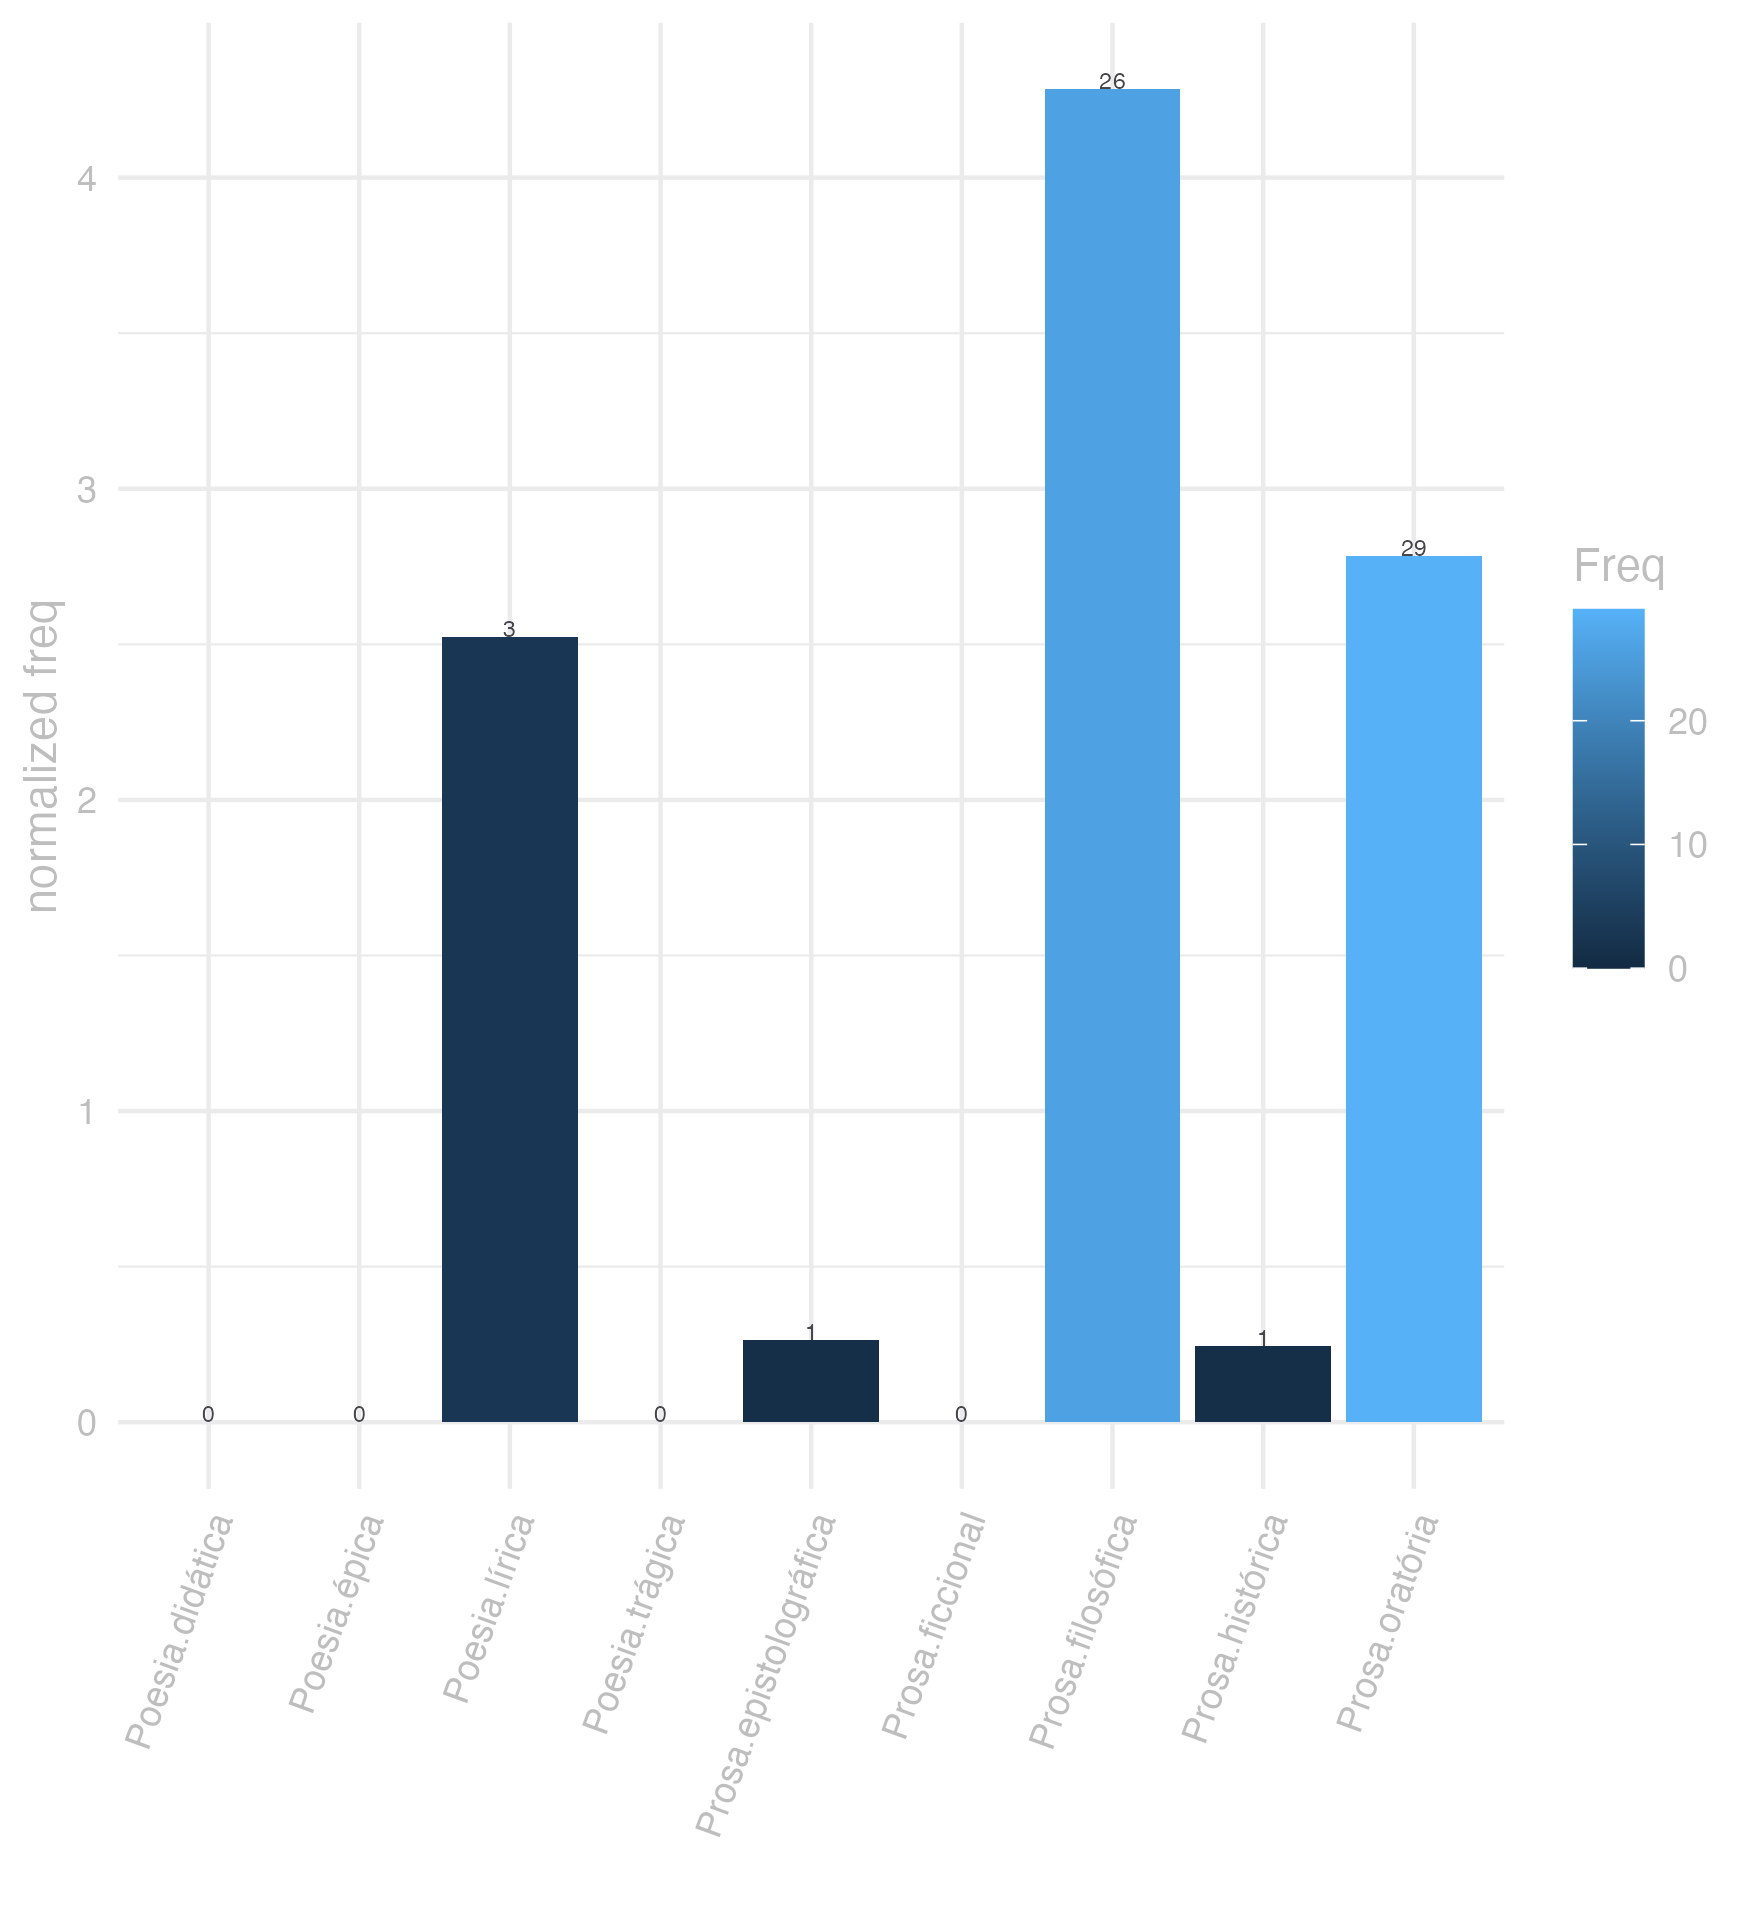 26
4
3
29
Freq
3
20
normalized freq
2
10
0
1
1
1
0
0
0
0
0
Poesia.didática
Poesia.épica
Poesia.lírica
Poesia.trágica
Prosa.epistolográfica
Prosa.ficcional
Prosa.filosófica
Prosa.histórica
Prosa.oratória